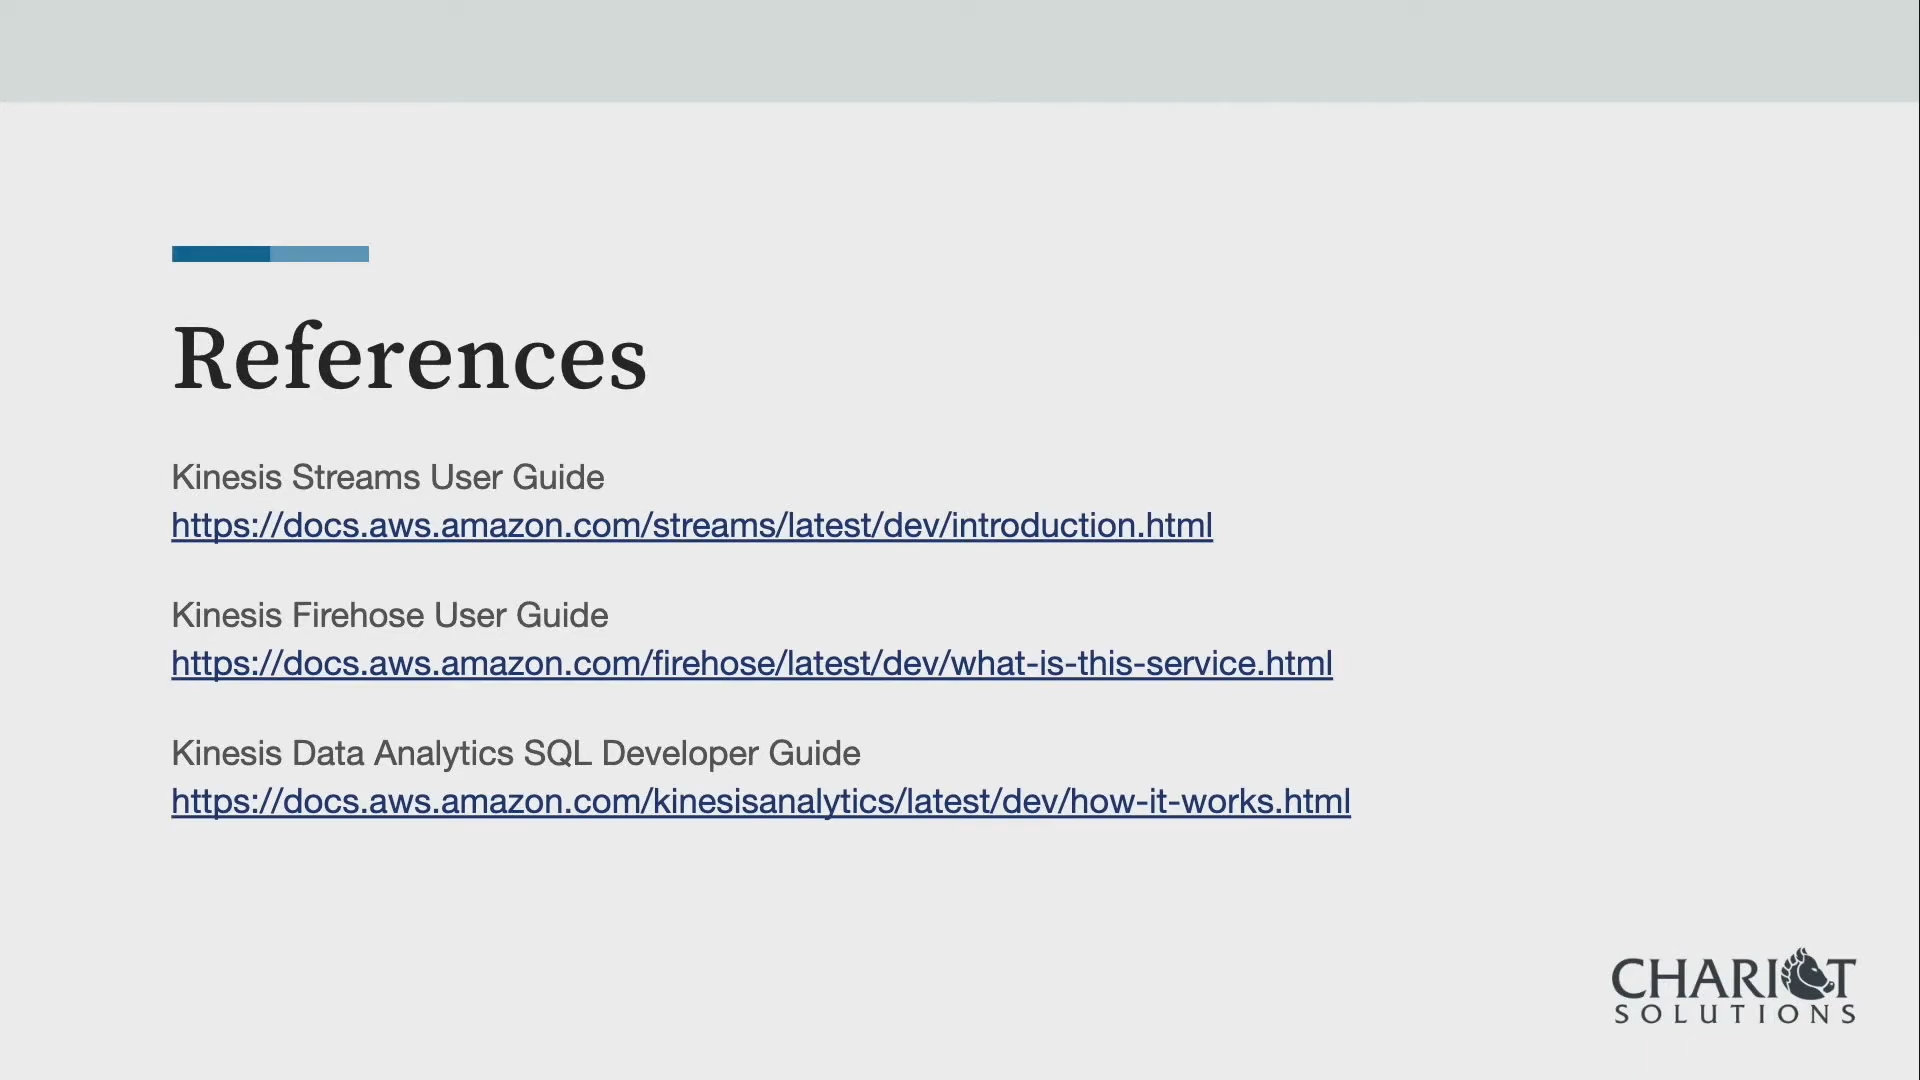 References
Kinesis Streams User Guide
https://docs.aws.amazon.com/streams/latest/dev/introduction.html
Kinesis Firehose User Guide
https://docs.aws.amazon.com/firehose/latest/dev/what-is-this-service.html
Kinesis Data Analytics SQL Developer Guide
https://docs.aws.amazon.com/kinesisanalytics/latest/dev/how-it-works.html
CHARIOT
SOLUTIONS